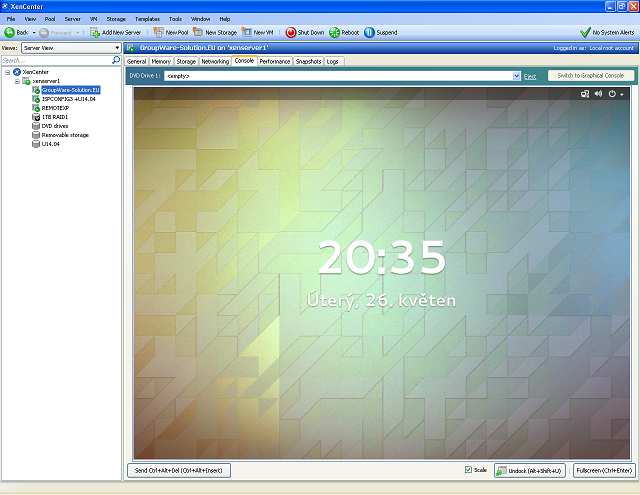 XenCenter
File View Pool Server VM Storage Templates Tools Window Help
Back Forward Add New Server New Pool New Storage New VM Shut Down Reboot Suspend No System Alerts
Views: Server View
GroupWare-Solution.EU on 'xenserver1' Logged in as: Local root account
Search...
General Memory Storage Networking Console Performance Snapshots Logs
XenCenter
xenserver1
GroupWare-Solution.EU
ISPCONFIG3 +U14.04
REMOTEXP
1TB RAID1
DVD drives
Removable storage
U14.04
DVD Drive 1: <empty> Eject Switch to Graphical Console
20:35
Úterý, 26. květen
Send Ctrl+Alt+Del (Ctrl+Alt+Insert) Scale Undock (Alt+Shift+U) Fullscreen (Ctrl+Enter)